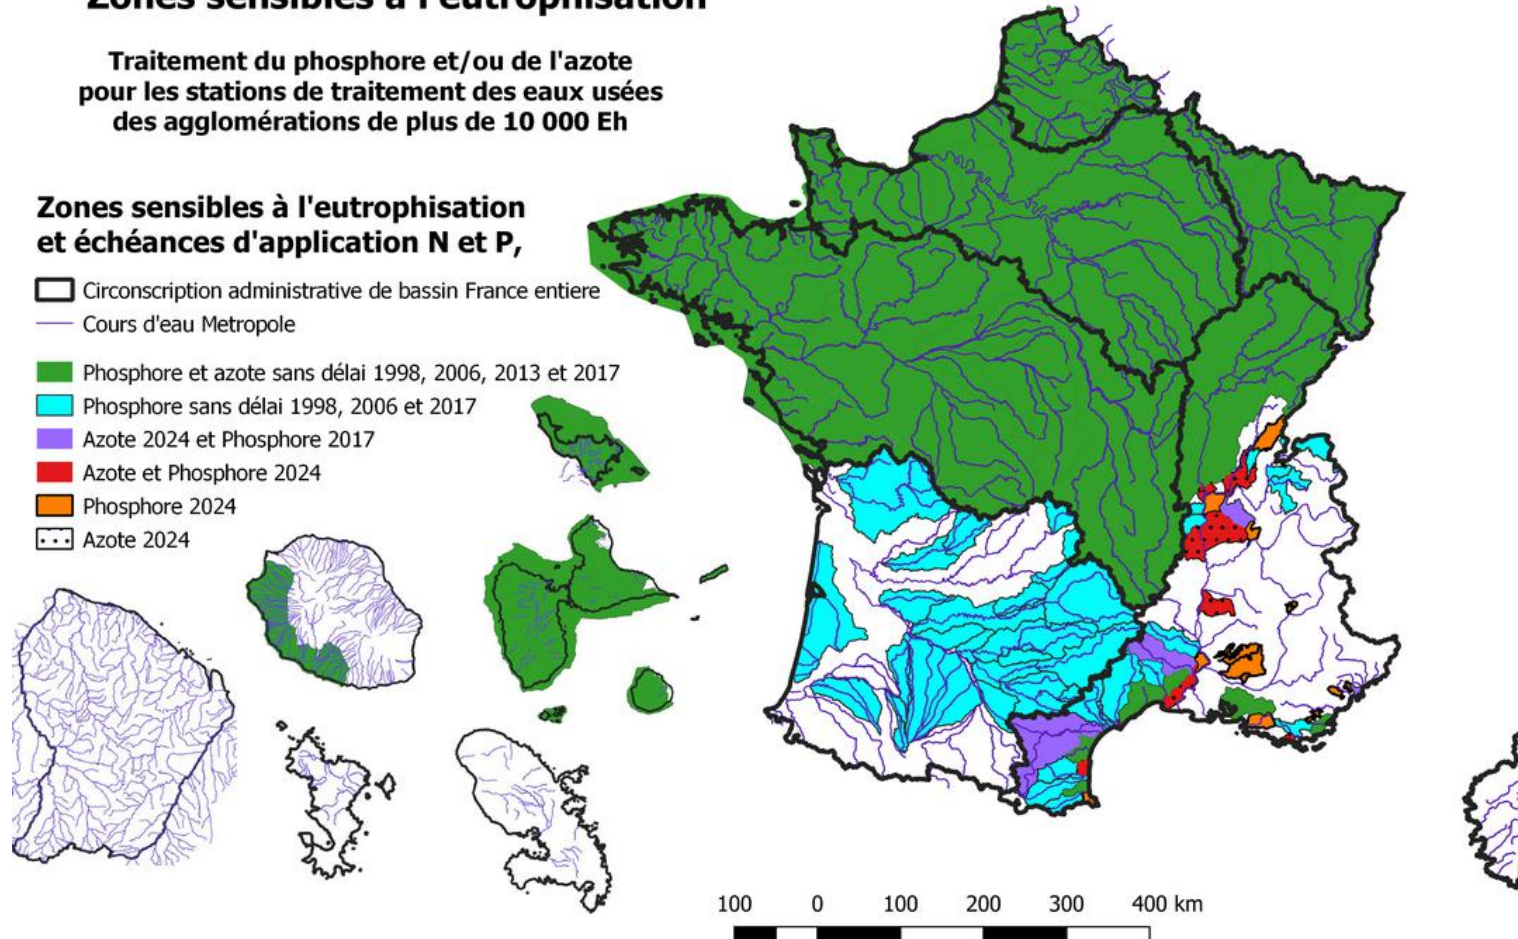 Zones sensibles à l'eutrophisation
Traitement du phosphore et/ou de l'azote
pour les stations de traitement des eaux usées
des agglomérations de plus de 10 000 Eh
Zones sensibles à l'eutrophisation
et échéances d'application N et P,
Circonscription administrative de bassin France entiere
Cours d'eau Metropole
Phosphore et azote sans délai 1998, 2006, 2013 et 2017
Phosphore sans délai 1998, 2006 et 2017
Azote 2024 et Phosphore 2017
Azote et Phosphore 2024
Phosphore 2024
Azote 2024
100 0 100 200 300 400 km